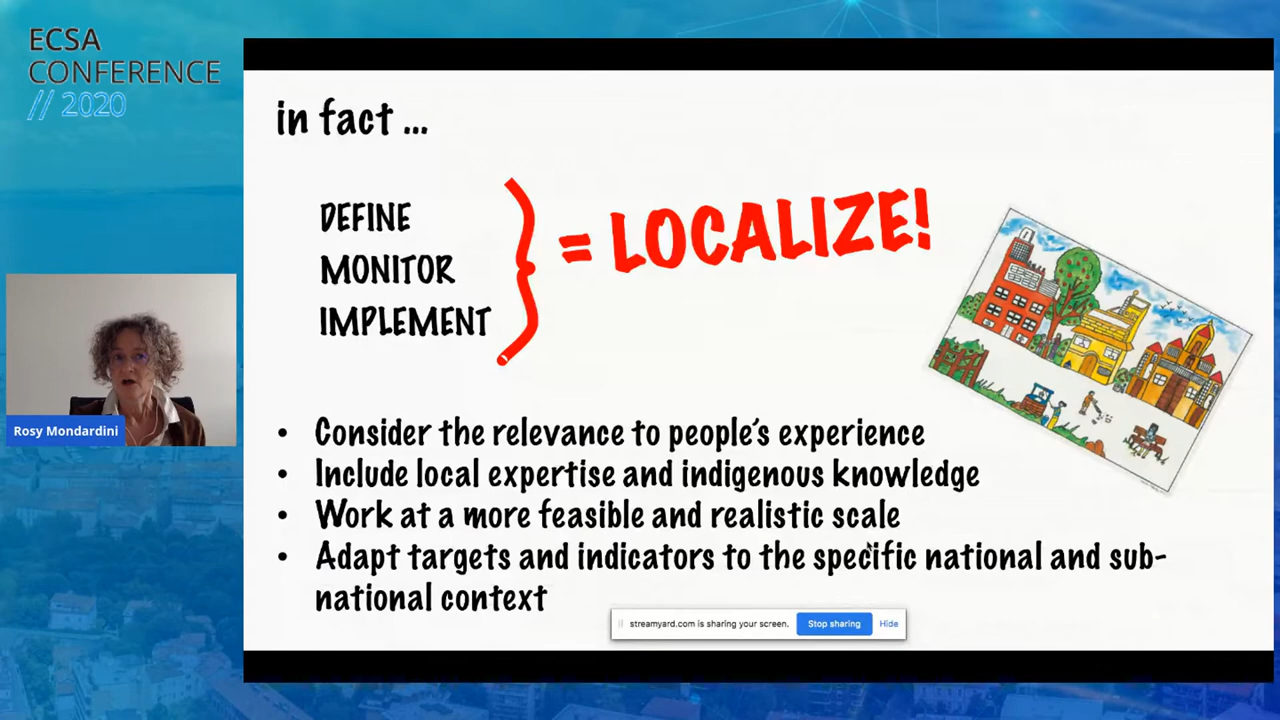 ECSA
CONFERENCE
// 2020
in fact ...
DEFINE
MONITOR
IMPLEMENT
= LOCALIZE!
Rosy Mondardini
• Consider the relevance to people's experience
• Include local expertise and indigenous knowledge
• Work at a more feasible and realistic scale
• Adapt targets and indicators to the specific national and sub-
national context
streamyard.com is sharing your screen. Stop sharing Hide